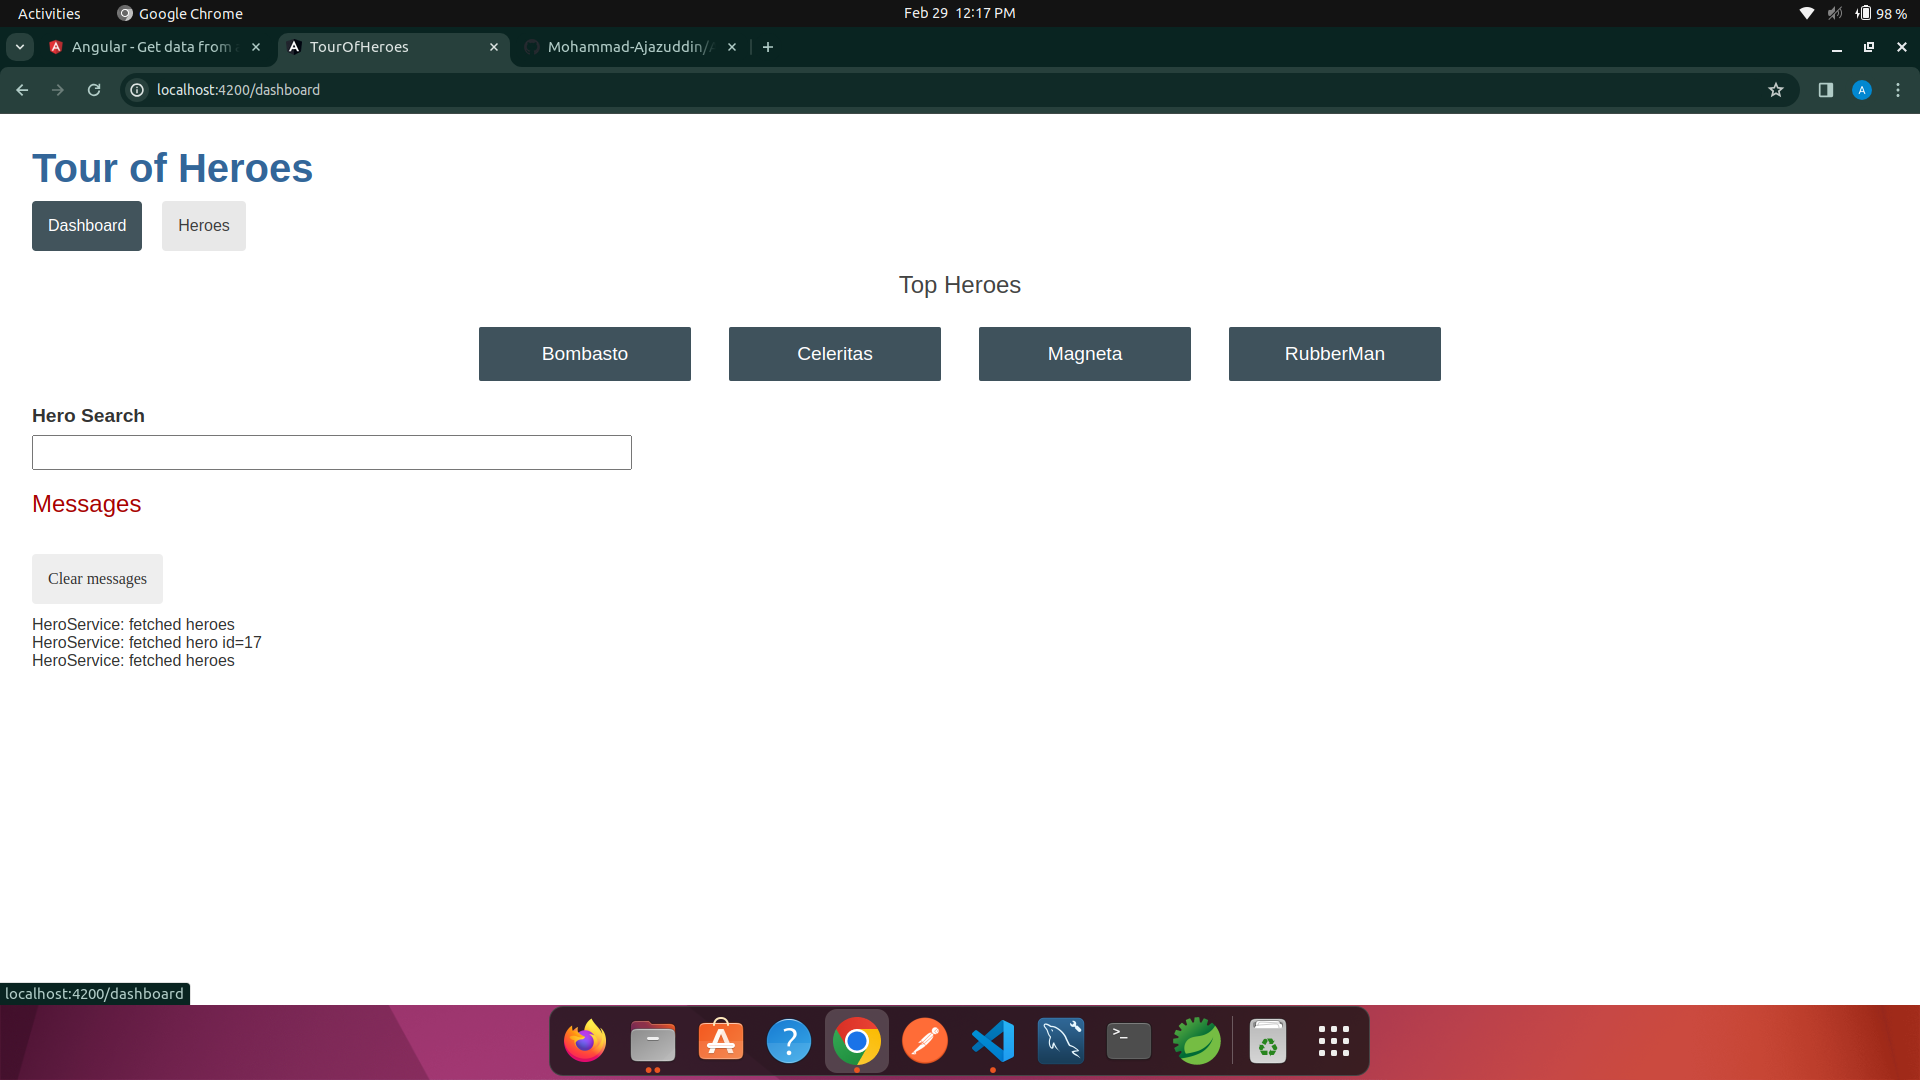 Activities
Google Chrome
Feb 29 12:17 PM
98 %
Angular - Get data from
TourOfHeroes
Mohammad-Ajazuddin/
localhost:4200/dashboard
A
Tour of Heroes
Dashboard
Heroes
Top Heroes
Bombasto
Celeritas
Magneta
RubberMan
Hero Search
Messages
Clear messages
HeroService: fetched heroes
HeroService: fetched hero id=17
HeroService: fetched heroes
localhost:4200/dashboard